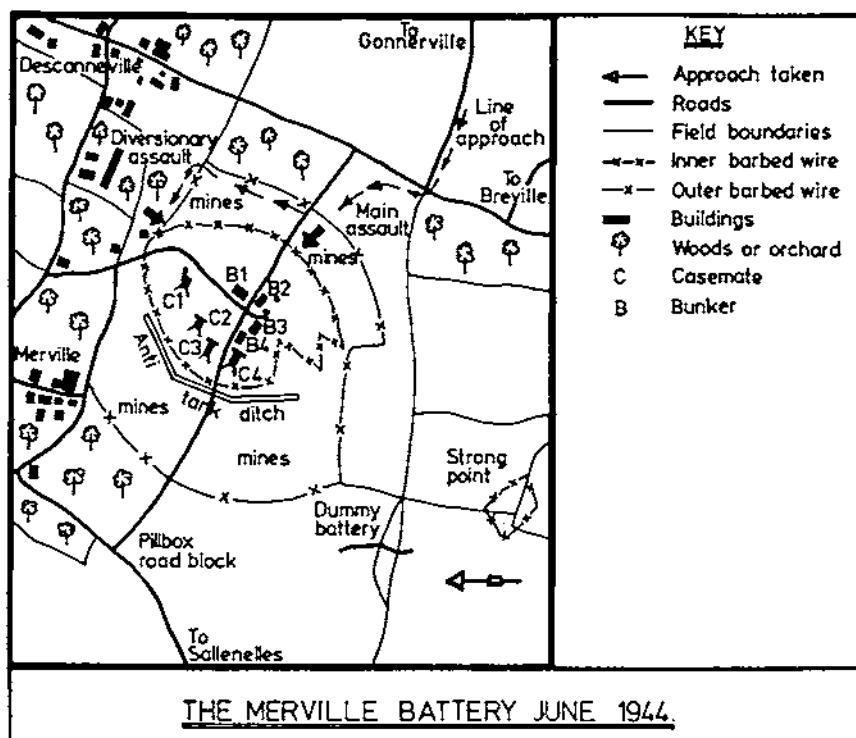 To
Gonnerville
Descanneville
Line
of
approach
Diversionary
assault
To
Breville
mines
Main
assault
mines
B1
B2
C1
C2
B3
C3
B4
C4
Merville
Anti
tank
ditch
mines
mines
Strong
point
Dummy
battery
Pillbox
road block
To
Sallenelles
KEY
Approach taken
Roads
Field boundaries
Inner barbed wire
Outer barbed wire
Buildings
Woods or orchard
C Casemate
B Bunker
THE MERVILLE BATTERY JUNE 1944.